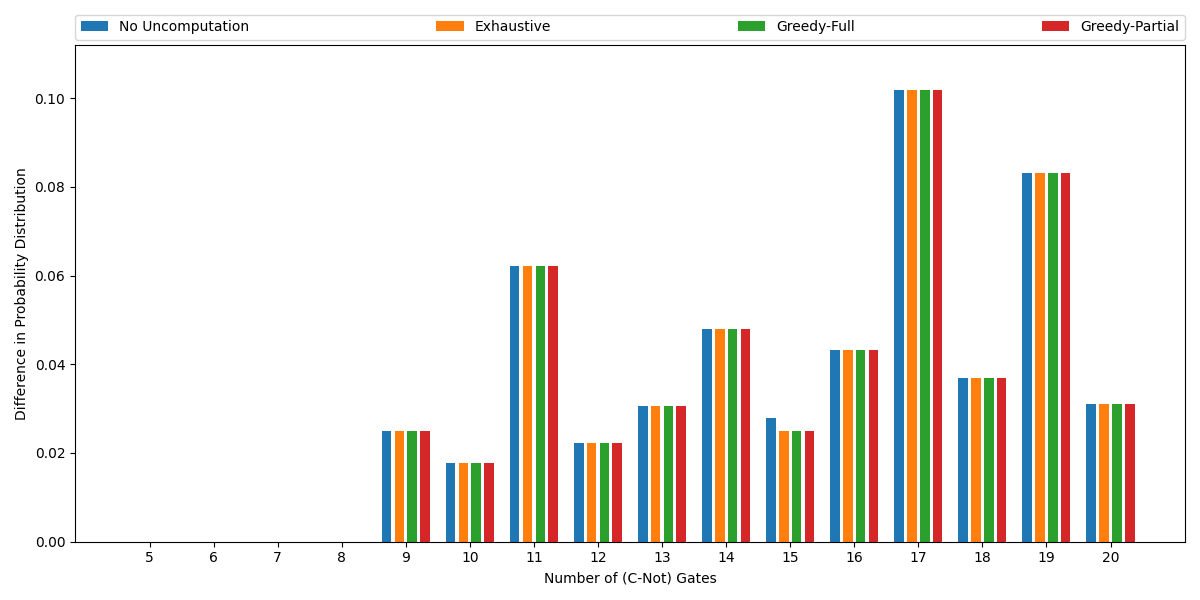 No Uncomputation Exhaustive Greedy-Full Greedy-Partial
Difference in Probability Distribution
0.10
0.08
0.06
0.04
0.02
0.00
5 6 7 8 9 10 11 12 13 14 15 16 17 18 19 20
Number of (C-Not) Gates